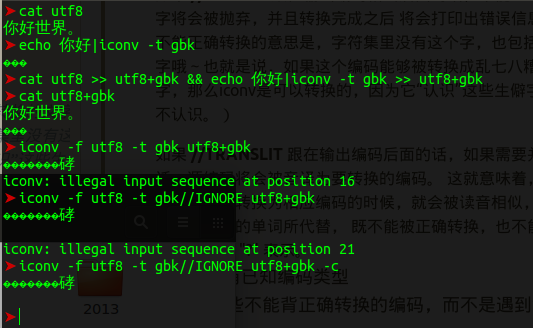 ➤cat utf8
你好世界。
➤echo 你好|iconv -t gbk
���
➤cat utf8 >> utf8+gbk && echo 你好|iconv -t gbk >> utf8+gbk
➤cat utf8+gbk
你好世界。
���
➤iconv -f utf8 -t gbk utf8+gbk
��������硣
iconv: illegal input sequence at position 16
➤iconv -f utf8 -t gbk//IGNORE utf8+gbk
��������硣
iconv: illegal input sequence at position 21
➤iconv -f utf8 -t gbk//IGNORE utf8+gbk -c
��������硣
➤
字将会被抛弃，并且转换完成之后 将会打印出错误信息
正确转换的意思是，字符集里没有这个字，也包括
也就是说，如果这个编码能够被转换成乱七八糟
字，那么iconv是可以转换的，因为它"认识"这些生僻字
不认识。）
如果 //TRANSLIT 跟在输出编码后面的话，如果需要
转换的编码。 这就意味着，
编码的时候，就会被读音相似，
的单词所代替， 既不能被正确转换，也不能
已知编码类型
些不能背正确转换的编码，而不是遇到
2013